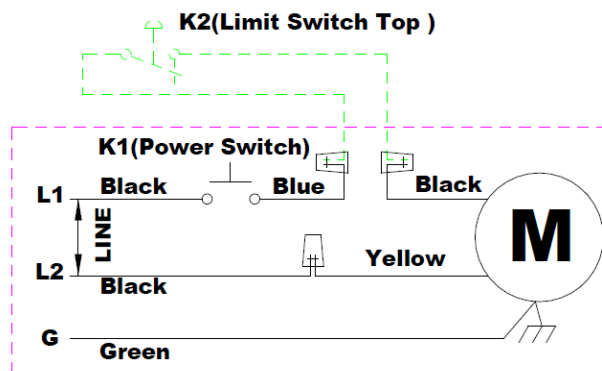 K2(Limit Switch Top )
K1(Power Switch)
L1 Black Blue Black
LINE
M
L2 Black Yellow
G Green